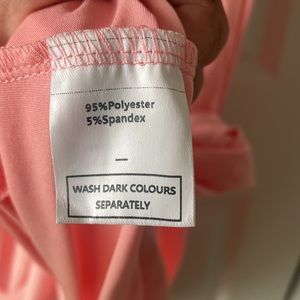 95%Polyester
5%Spandex
—
WASH DARK COLOURS
SEPARATELY